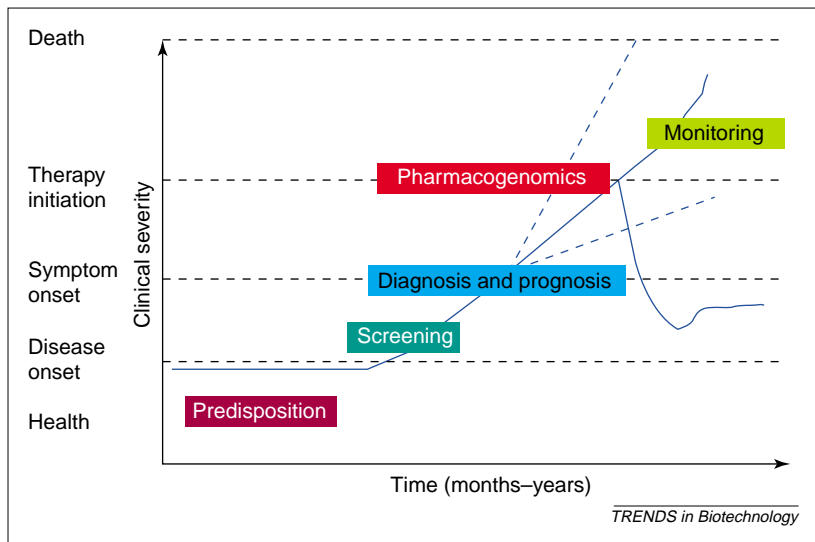 Death
Therapy
initiation
Symptom
onset
Disease
onset
Health
Clinical severity
Monitoring
Pharmacogenomics
Diagnosis and prognosis
Screening
Predisposition
Time (months–years)
TRENDS in Biotechnology